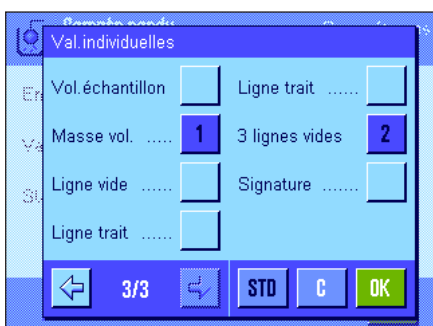 Val.individuelles
Vol.échantillon
Ligne trait ......
Masse vol. ..... 1
3 lignes vides 2
Ligne vide ......
Signature .......
Ligne trait ......
3/3
STD
C
OK